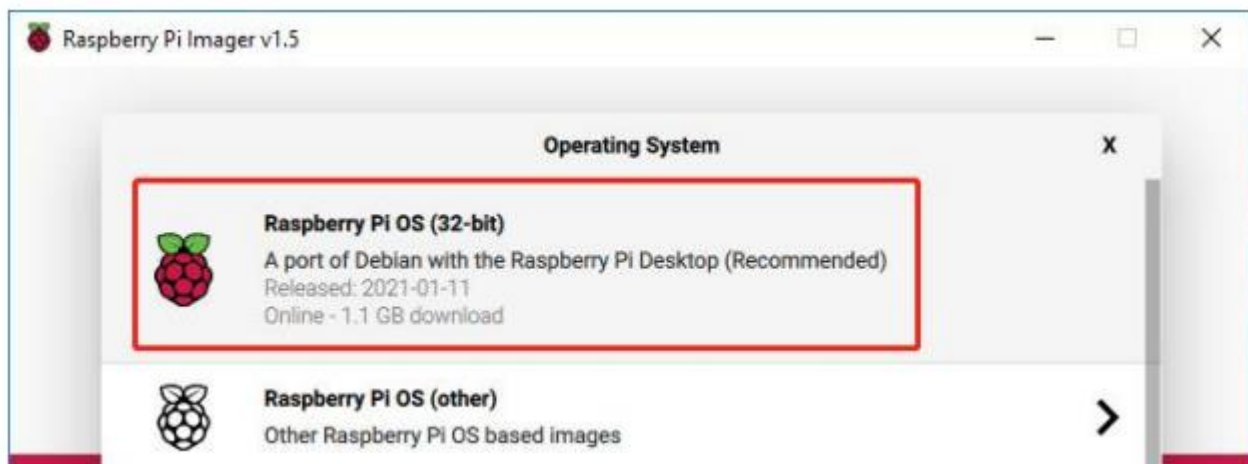 Raspberry Pi Imager v1.5
Operating System
X
Raspberry Pi OS (32-bit)
A port of Debian with the Raspberry Pi Desktop (Recommended)
Released: 2021-01-11
Online - 1.1 GB download
Raspberry Pi OS (other)
Other Raspberry Pi OS based images